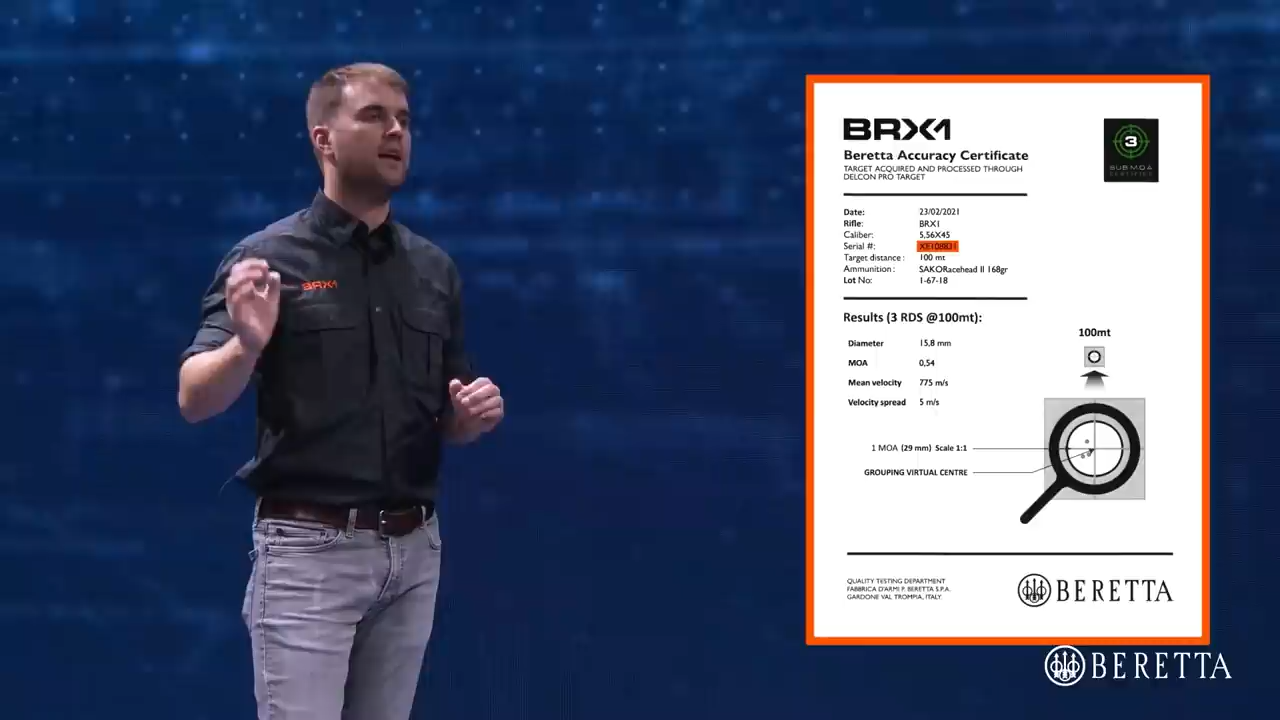 BRX1
BRX1
3
SUB MOA
CERTIFIED
Beretta Accuracy Certificate
TARGET ACQUIRED AND PROCESSED THROUGH
DELCON PRO TARGET
Date: 23/02/2021
Rifle: BRX1
Caliber: 5,56X45
Serial #:
Target distance : 100 mt
Ammunition : SAKORacehead II 168gr
Lot No: 1-67-18
Results (3 RDS @100mt):
100mt
Diameter 15,8 mm
MOA 0,54
Mean velocity 775 m/s
Velocity spread 5 m/s
1 MOA (29 mm) Scale 1:1
GROUPING VIRTUAL CENTRE
QUALITY TESTING DEPARTMENT
FABBRICA D'ARMI P. BERETTA S.P.A.
GARDONE VAL TROMPIA, ITALY.
BERETTA
BERETTA